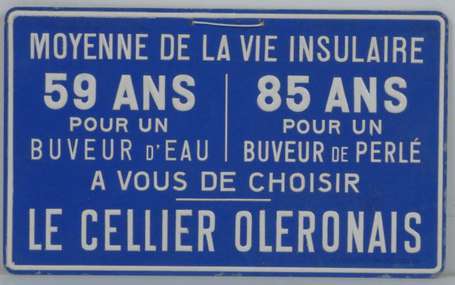 MOYENNE DE LA VIE INSULAIRE
59 ANS
POUR UN
BUVEUR D'EAU
85 ANS
POUR UN
BUVEUR DE PERLÉ
A VOUS DE CHOISIR
LE CELLIER OLERONAIS